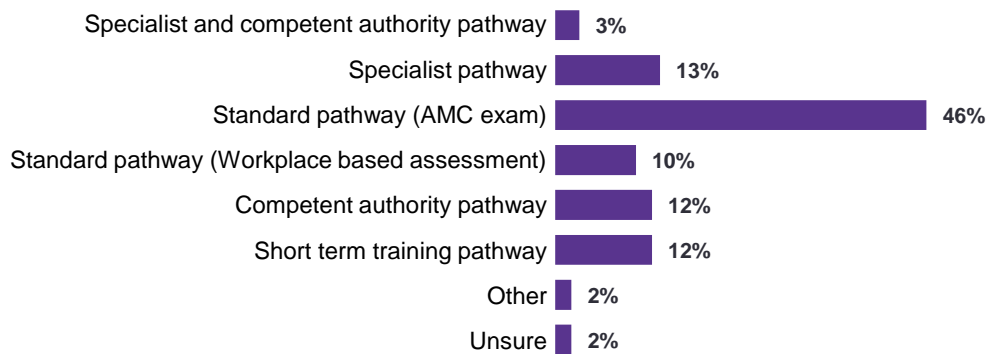 Specialist and competent authority pathway 3%
Specialist pathway 13%
Standard pathway (AMC exam) 46%
Standard pathway (Workplace based assessment) 10%
Competent authority pathway 12%
Short term training pathway 12%
Other 2%
Unsure 2%